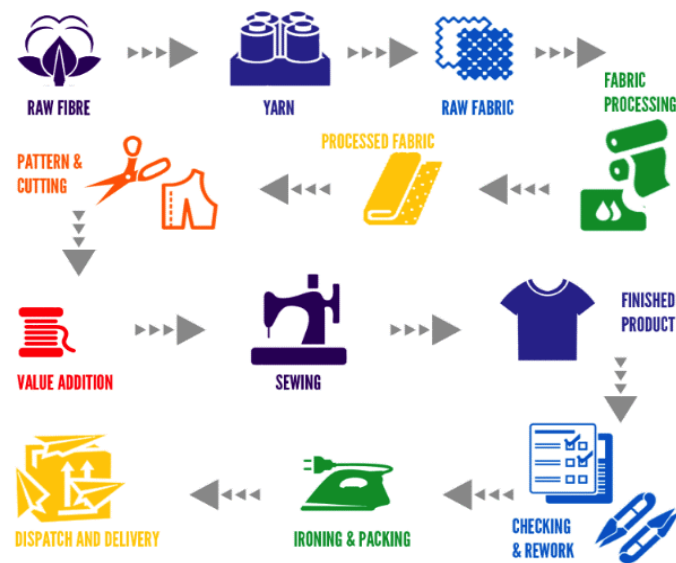 RAW FIBRE
YARN
RAW FABRIC
FABRIC
PROCESSING
PROCESSED FABRIC
PATTERN &
CUTTING
VALUE ADDITION
SEWING
FINISHED
PRODUCT
CHECKING
& REWORK
IRONING & PACKING
DISPATCH AND DELIVERY